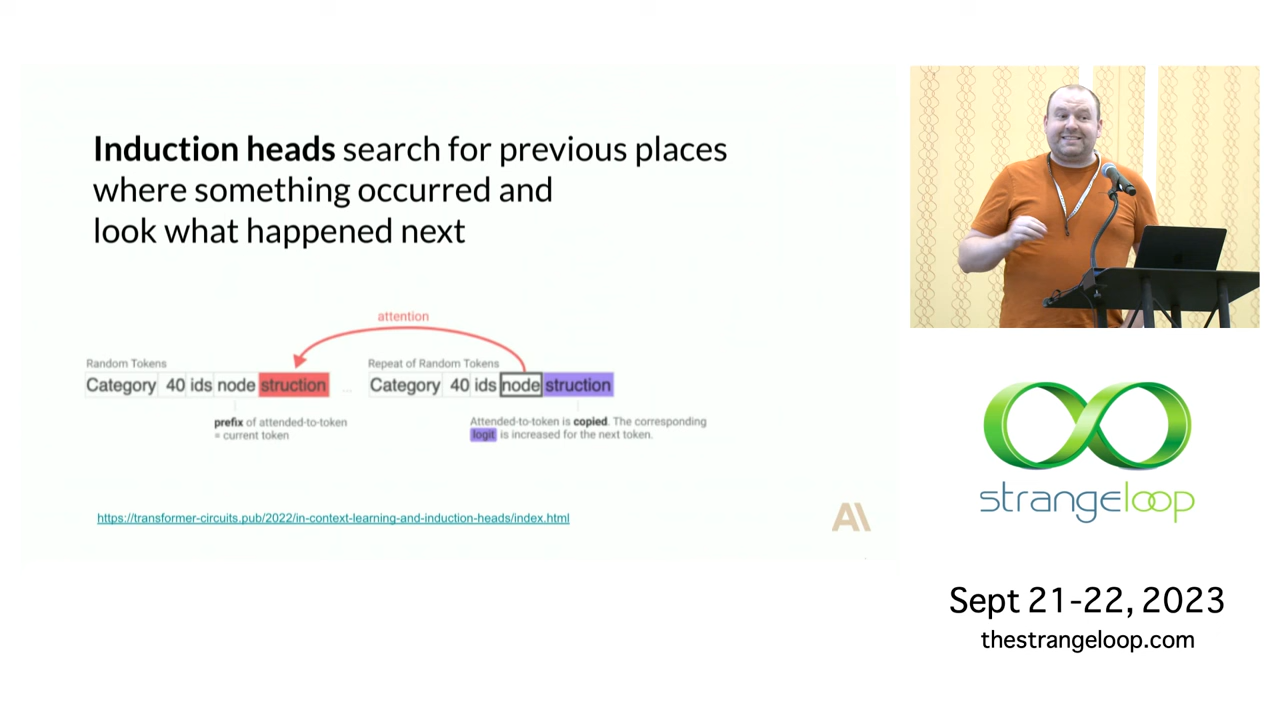 Induction heads search for previous places
where something occurred and
look what happened next
attention
Random Tokens
Category 40 ids node struction
...
Repeat of Random Tokens
Category 40 ids node struction
prefix of attended-to-token
= current token
Attended-to-token is copied. The corresponding
logit is increased for the next token.
https://transformer-circuits.pub/2022/in-context-learning-and-induction-heads/index.html
AI
strangeloop
Sept 21-22, 2023
thestrangeloop.com